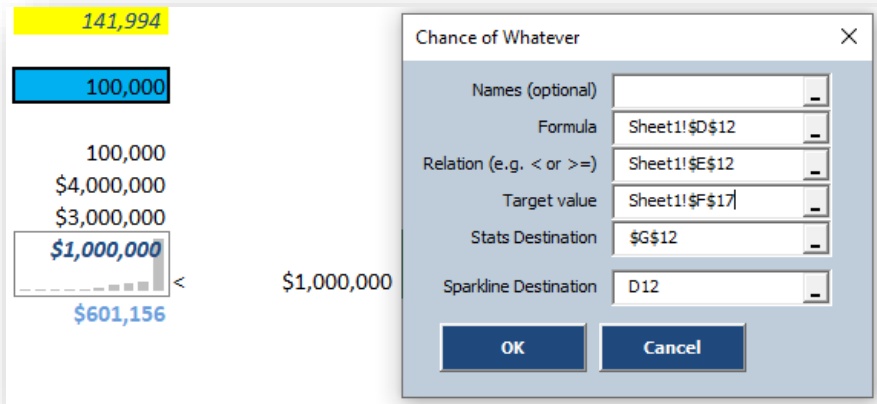 141,994
100,000
100,000
$4,000,000
$3,000,000
$1,000,000
< $1,000,000
$601,156
Chance of Whatever
Names (optional)
Formula Sheet1!$D$12
Relation (e.g. < or >=) Sheet1!$E$12
Target value Sheet1!$F$17
Stats Destination $G$12
Sparkline Destination D12
OK Cancel